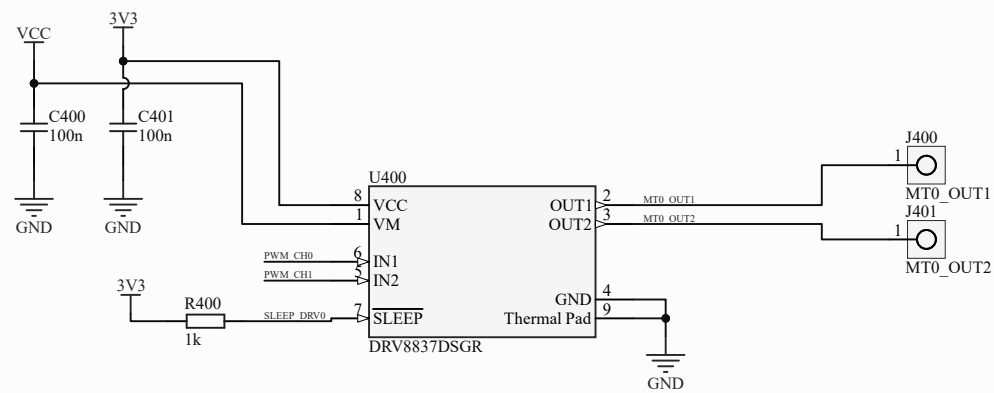 3V3
VCC
C400
100n
C401
100n
GND
GND
U400
8 VCC
1 VM
6 IN1
5 IN2
7 SLEEP
OUT1 2
OUT2 3
GND 4
Thermal Pad 9
DRV8837DSGR
PWM_CH0
PWM_CH1
3V3
R400
1k
SLEEP_DRV0
MT0_OUT1
MT0_OUT2
J400
1
MT0_OUT1
J401
1
MT0_OUT2
GND